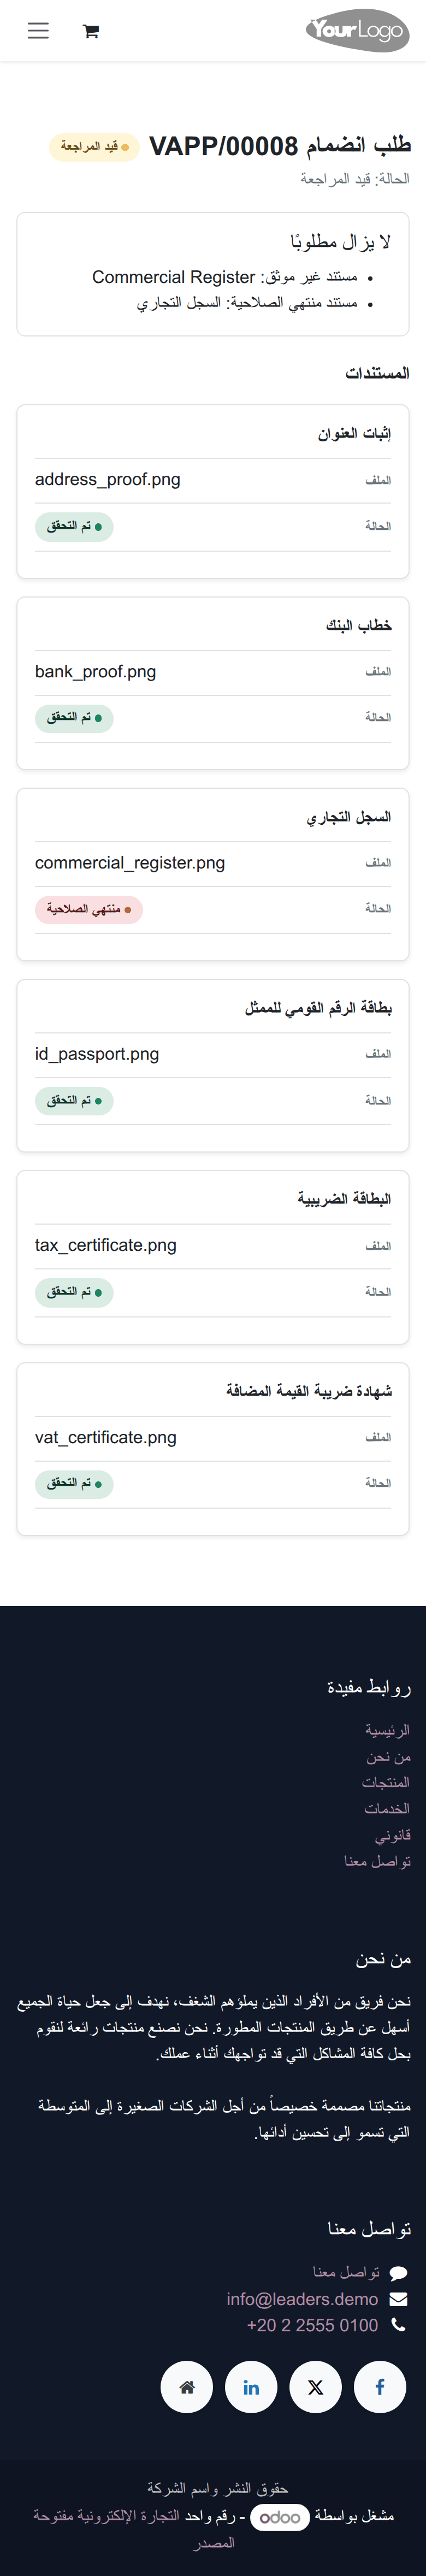 YourLogo
طلب انضمام VAPP/00008 قيد المراجعة
الحالة: قيد المراجعة
لا يزال مطلوبًا
مستند غير موثق: Commercial Register
مستند منتهي الصلاحية: السجل التجاري
المستندات
إثبات العنوان
الملف address_proof.png
الحالة تم التحقق
خطاب البنك
الملف bank_proof.png
الحالة تم التحقق
السجل التجاري
الملف commercial_register.png
الحالة منتهي الصلاحية
بطاقة الرقم القومي للممثل
الملف id_passport.png
الحالة تم التحقق
البطاقة الضريبية
الملف tax_certificate.png
الحالة تم التحقق
شهادة ضريبة القيمة المضافة
الملف vat_certificate.png
الحالة تم التحقق
روابط مفيدة
الرئيسية
من نحن
المنتجات
الخدمات
قانوني
تواصل معنا
من نحن
نحن فريق من الأفراد الذين يملؤهم الشغف، نهدف إلى جعل حياة الجميع
أسهل عن طريق المنتجات المطورة. نحن نصنع منتجات رائعة لنقوم
بحل كافة المشاكل التي قد تواجهك أثناء عملك.
منتجاتنا مصممة خصيصاً من أجل الشركات الصغيرة إلى المتوسطة
التي تسمو إلى تحسين أدائها.
تواصل معنا
تواصل معنا
info@leaders.demo
+20 2 2555 0100
حقوق النشر واسم الشركة
مشغل بواسطة odoo - رقم واحد التجارة الإلكترونية مفتوحة
المصدر